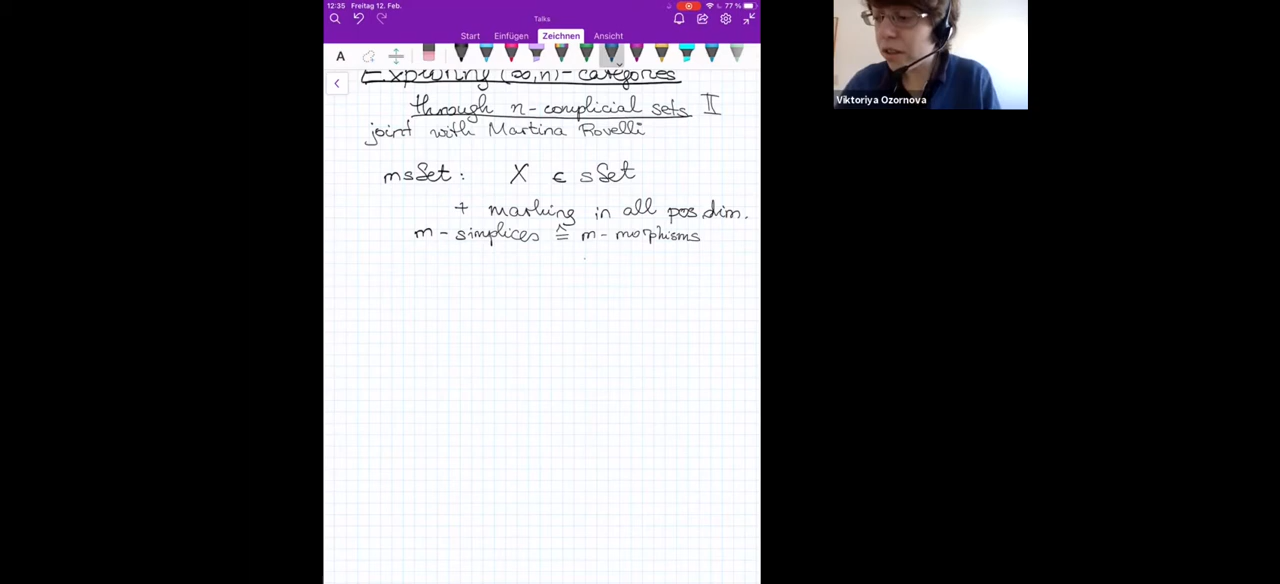 12:35 Freitag 12. Feb.
77 %
Talks
Start Einfügen Zeichnen Ansicht
A
Exploring (∞,n)-categories
through n-complicial sets II
joint with Martina Rovelli
msSet: X ∈ sSet
+ marking in all pos. dim.
m-simplices ≙ m-morphisms
Viktoriya Ozornova